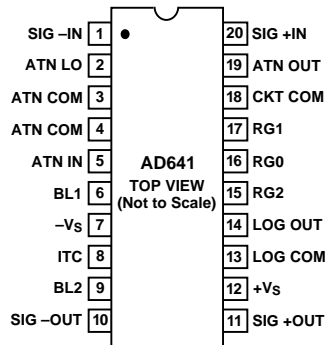 SIG –IN 1 20 SIG +IN
ATN LO 2 19 ATN OUT
ATN COM 3 18 CKT COM
ATN COM 4 17 RG1
ATN IN 5 16 RG0
BL1 6 15 RG2
–VS 7 14 LOG OUT
ITC 8 13 LOG COM
BL2 9 12 +VS
SIG –OUT 10 11 SIG +OUT
AD641
TOP VIEW
(Not to Scale)